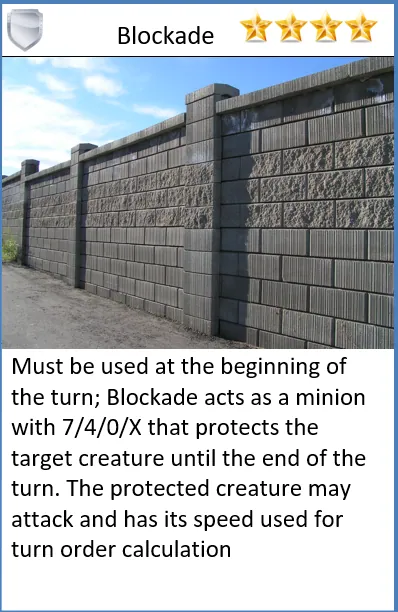 Blockade
Must be used at the beginning of
the turn; Blockade acts as a minion
with 7/4/0/X that protects the
target creature until the end of the
turn. The protected creature may
attack and has its speed used for
turn order calculation